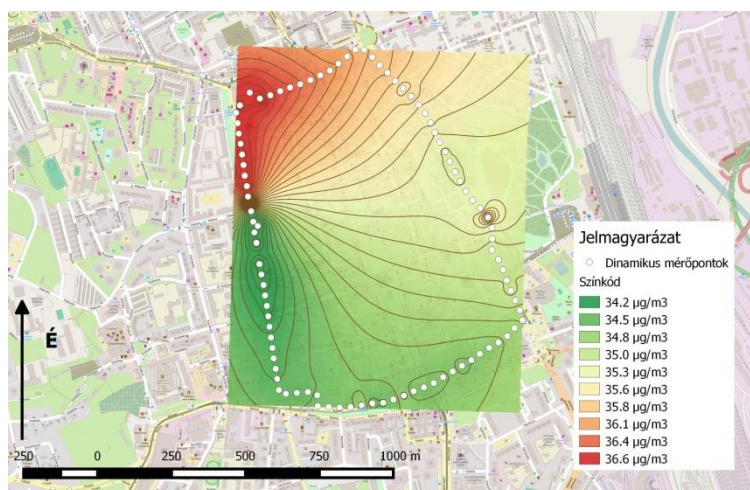 Jelmagyarázat
Dinamikus mérőpontok
Színkód
34.2 µg/m3
34.5 µg/m3
34.8 µg/m3
35.0 µg/m3
35.3 µg/m3
35.6 µg/m3
35.8 µg/m3
36.1 µg/m3
36.4 µg/m3
36.6 µg/m3
É
250 0 250 500 750 1000 m